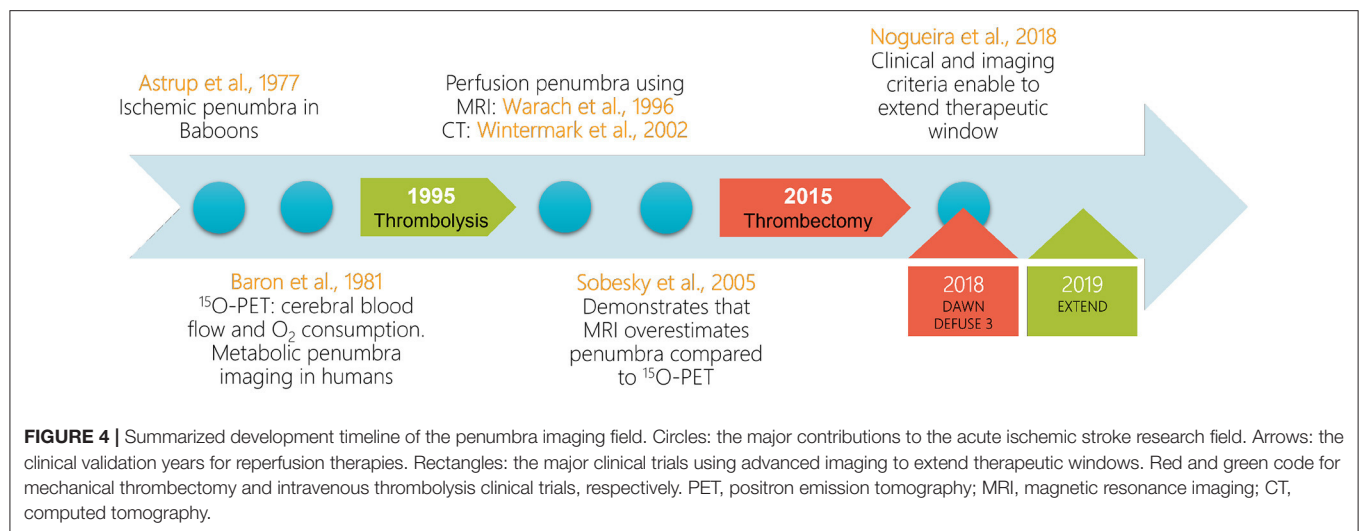 Astrup et al., 1977
Ischemic penumbra in
Baboons
Perfusion penumbra using
MRI: Warach et al., 1996
CT: Wintermark et al., 2002
Nogueira et al., 2018
Clinical and imaging
criteria enable to
extend therapeutic
window
1995
Thrombolysis
2015
Thrombectomy
Baron et al., 1981
¹⁵O-PET: cerebral blood
flow and O₂ consumption.
Metabolic penumbra
imaging in humans
Sobesky et al., 2005
Demonstrates that
MRI overestimates
penumbra compared
to ¹⁵O-PET
2018
DAWN
DEFUSE 3
2019
EXTEND
FIGURE 4 | Summarized development timeline of the penumbra imaging field. Circles: the major contributions to the acute ischemic stroke research field. Arrows: the
clinical validation years for reperfusion therapies. Rectangles: the major clinical trials using advanced imaging to extend therapeutic windows. Red and green code for
mechanical thrombectomy and intravenous thrombolysis clinical trials, respectively. PET, positron emission tomography; MRI, magnetic resonance imaging; CT,
computed tomography.